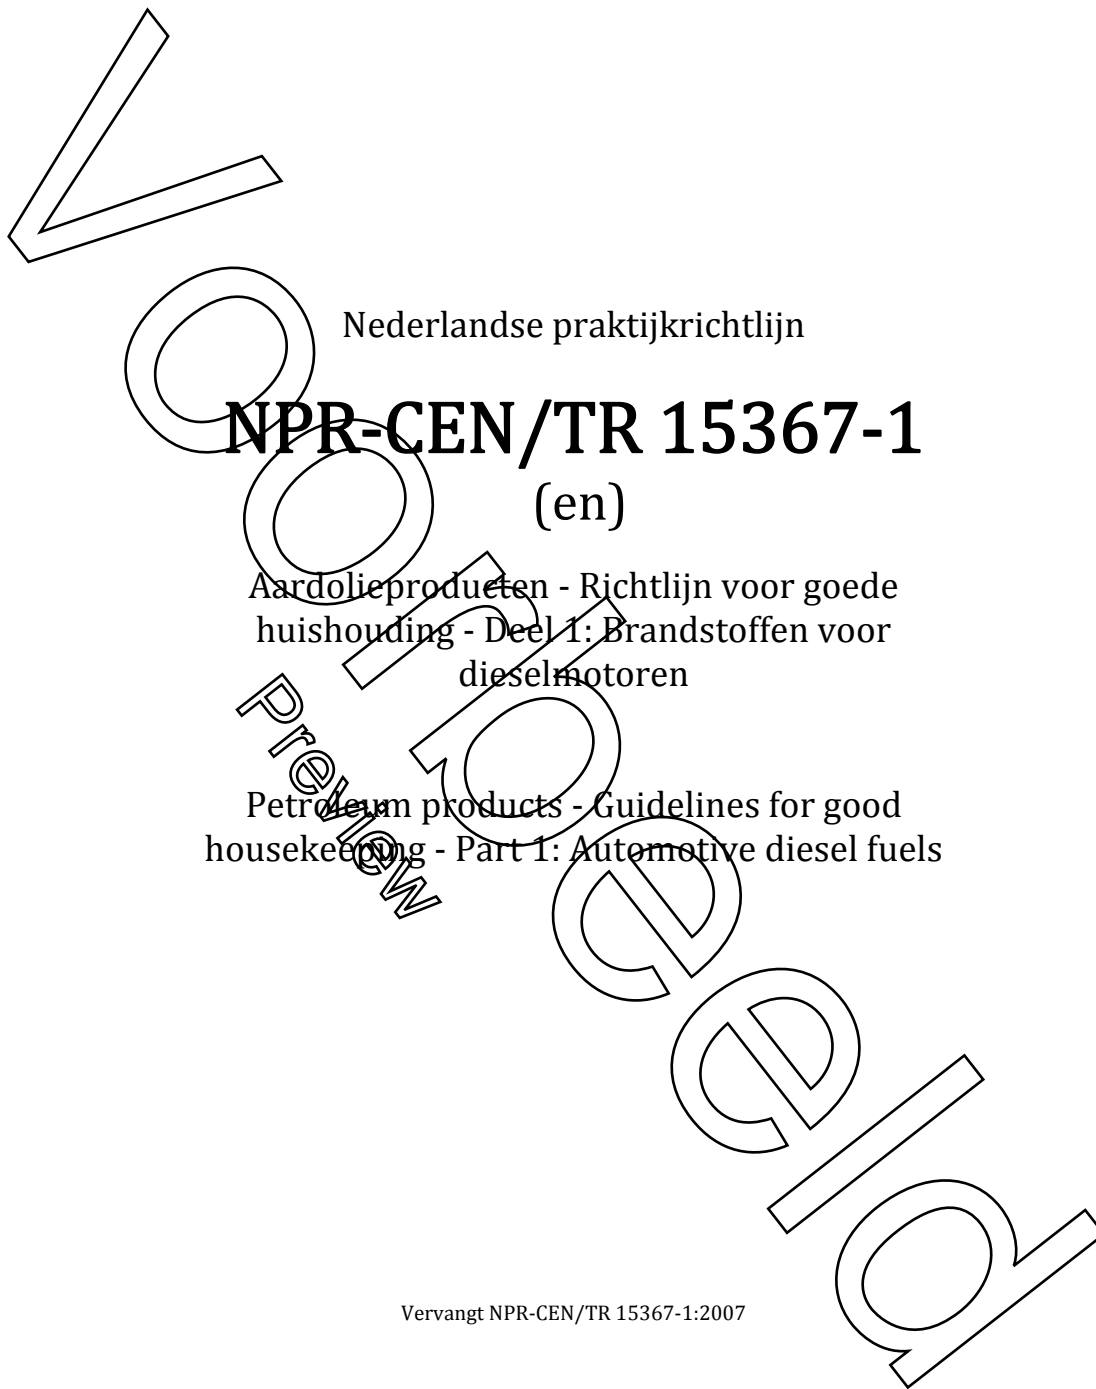 Nederlandse praktijkrichtlijn
NPR-CEN/TR 15367-1
(en)
Aardolieproducten - Richtlijn voor goede
huishouding - Deel 1: Brandstoffen voor
dieselmotoren
Petroleum products - Guidelines for good
housekeeping - Part 1: Automotive diesel fuels
Vervangt NPR-CEN/TR 15367-1:2007
Voorbeeld
Preview